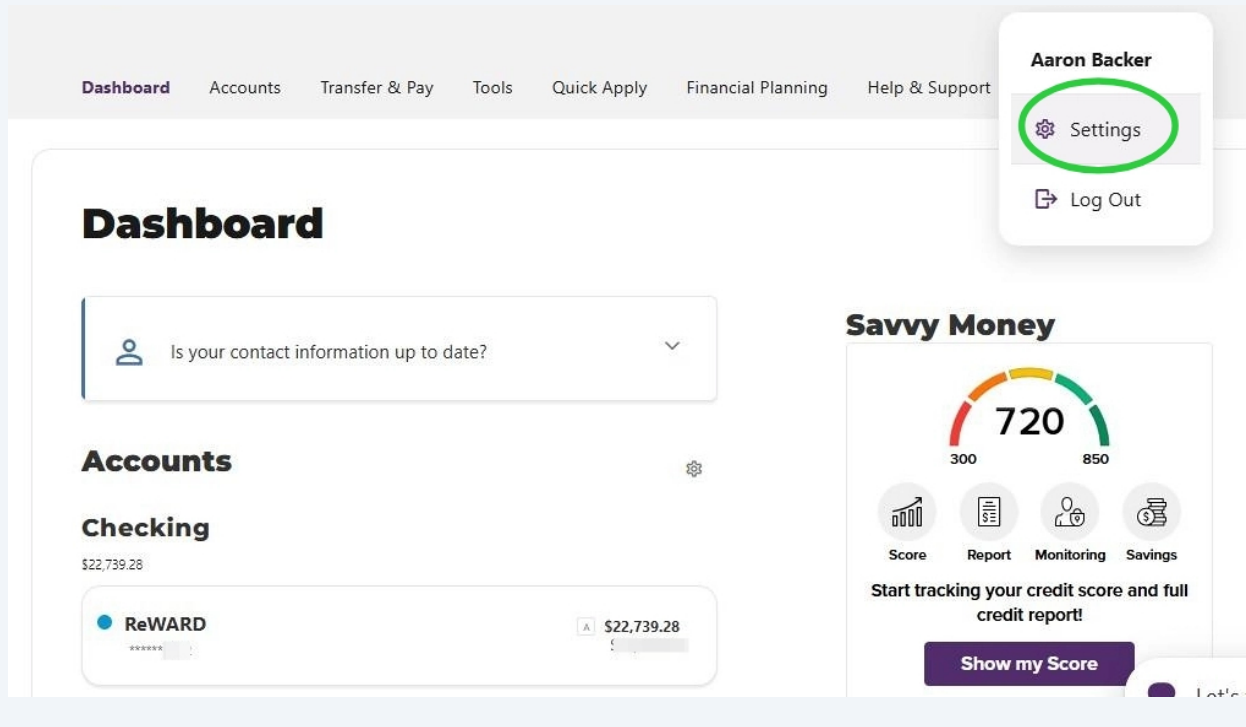 Aaron Backer
Dashboard Accounts Transfer & Pay Tools Quick Apply Financial Planning Help & Support
Settings
Log Out
Dashboard
Is your contact information up to date?
Savvy Money
720
300 850
Score Report Monitoring Savings
Start tracking your credit score and full
credit report!
Show my Score
Accounts
Checking
$22,739.28
ReWARD
A $22,739.28
******
Let's